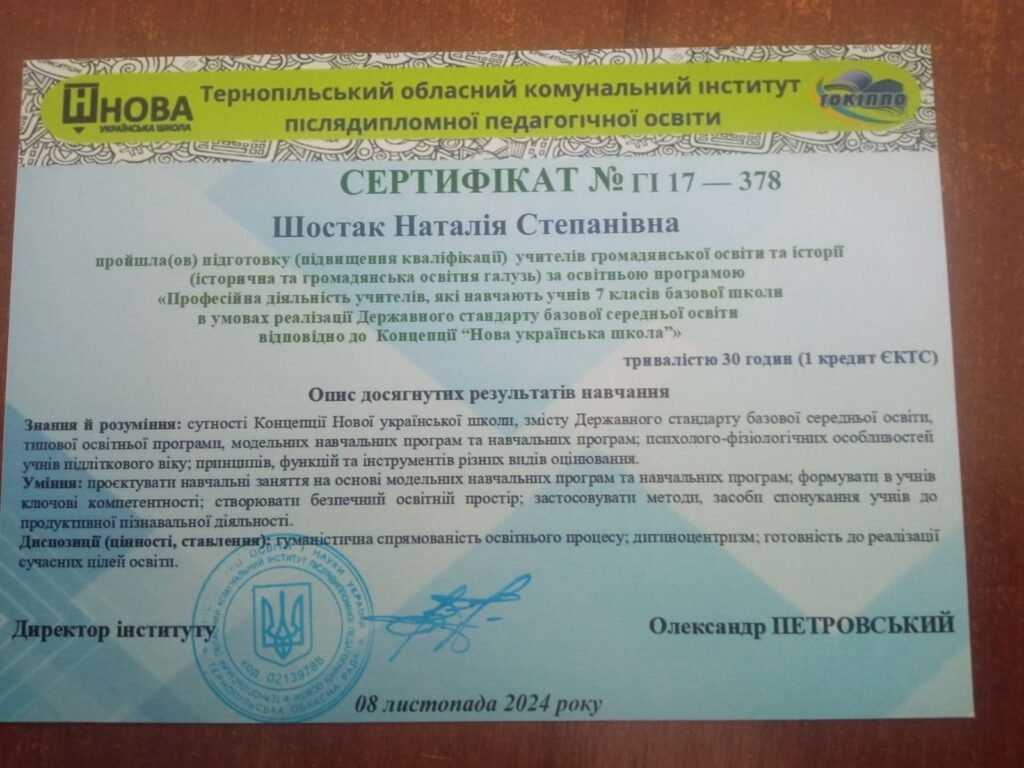 НОВА
УКРАЇНСЬКА ШКОЛА
Тернопільський обласний комунальний інститут
післядипломної педагогічної освіти
ТОКІППО
СЕРТИФІКАТ № ГІ 17 — 378
Шостак Наталія Степанівна
пройшла(ов) підготовку (підвищення кваліфікації) учителів громадянської освіти та історії
(історична та громадянська освітня галузь) за освітньою програмою
«Професійна діяльність учителів, які навчають учнів 7 класів базової школи
в умовах реалізації Державного стандарту базової середньої освіти
відповідно до Концепції “Нова українська школа”»
тривалістю 30 годин (1 кредит ЄКТС)
Опис досягнутих результатів навчання
Знання й розуміння: сутності Концепції Нової української школи, змісту Державного стандарту базової середньої освіти,
типової освітньої програми, модельних навчальних програм та навчальних програм; психолого-фізіологічних особливостей
учнів підліткового віку; принципів, функцій та інструментів різних видів оцінювання.
Уміння: проєктувати навчальні заняття на основі модельних навчальних програм та навчальних програм; формувати в учнів
ключові компетентності; створювати безпечний освітній простір; застосовувати методи, засоби спонукання учнів до
продуктивної пізнавальної діяльності.
Диспозиції (цінності, ставлення): гуманістична спрямованість освітнього процесу; дитиноцентризм; готовність до реалізації
сучасних цілей освіти.
Директор інституту
Олександр ПЕТРОВСЬКИЙ
КОД 02139788
ТЕРНОПІЛЬСЬКА ОБЛАСНА РАДА
08 листопада 2024 року